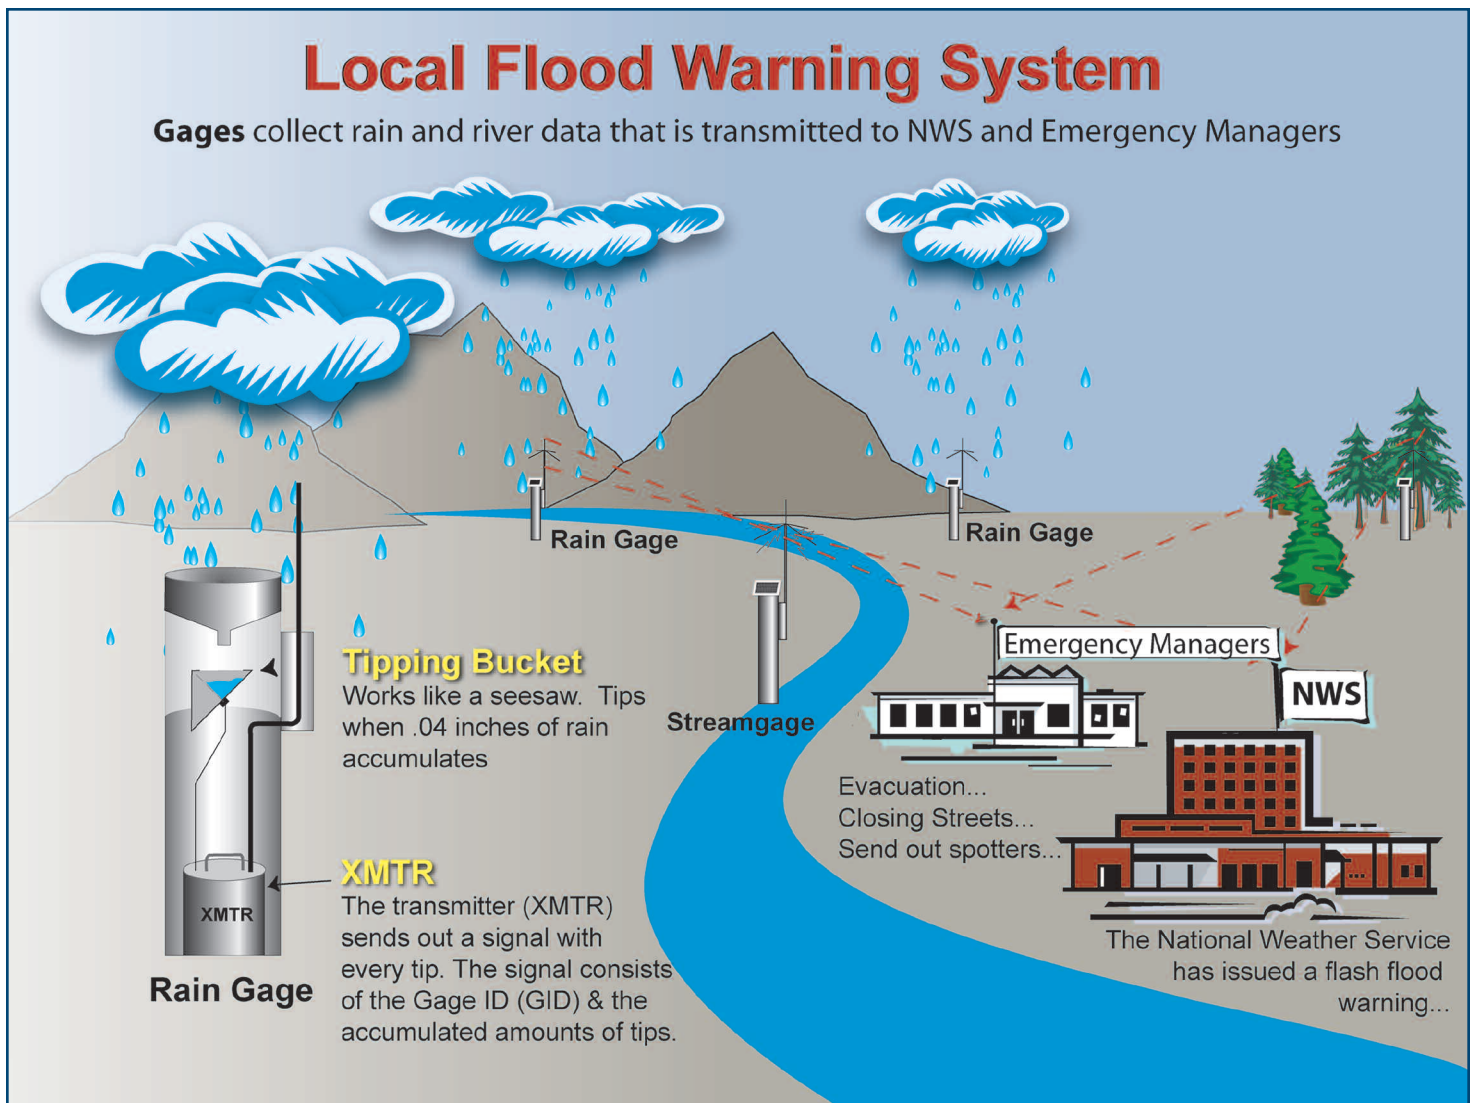 Local Flood Warning System
Gages collect rain and river data that is transmitted to NWS and Emergency Managers
Rain Gage
Rain Gage
Streamgage
Emergency Managers
NWS
Tipping Bucket
Works like a seesaw. Tips
when .04 inches of rain
accumulates
Evacuation...
Closing Streets...
Send out spotters...
XMTR
The transmitter (XMTR)
sends out a signal with
every tip. The signal consists
of the Gage ID (GID) & the
accumulated amounts of tips.
XMTR
Rain Gage
The National Weather Service
has issued a flash flood
warning...